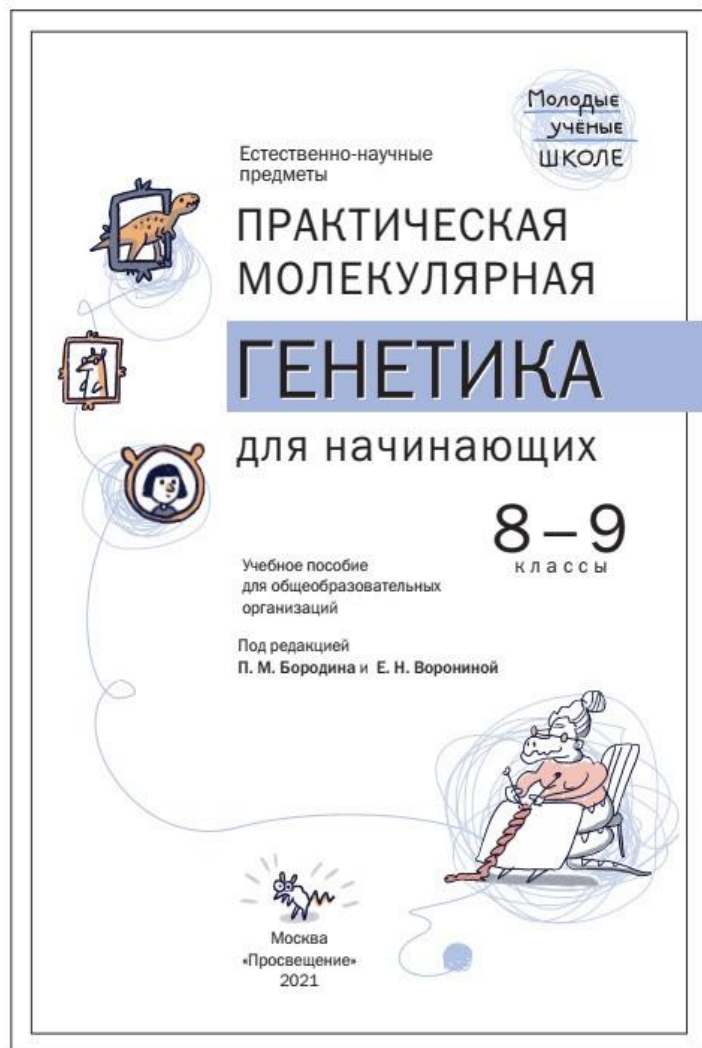 Молодые
учёные
ШКОЛЕ
Естественно-научные
предметы
ПРАКТИЧЕСКАЯ
МОЛЕКУЛЯРНАЯ
ГЕНЕТИКА
для начинающих
8–9
классы
Учебное пособие
для общеобразовательных
организаций
Под редакцией
П. М. Бородина и Е. Н. Ворониной
Москва
«Просвещение»
2021